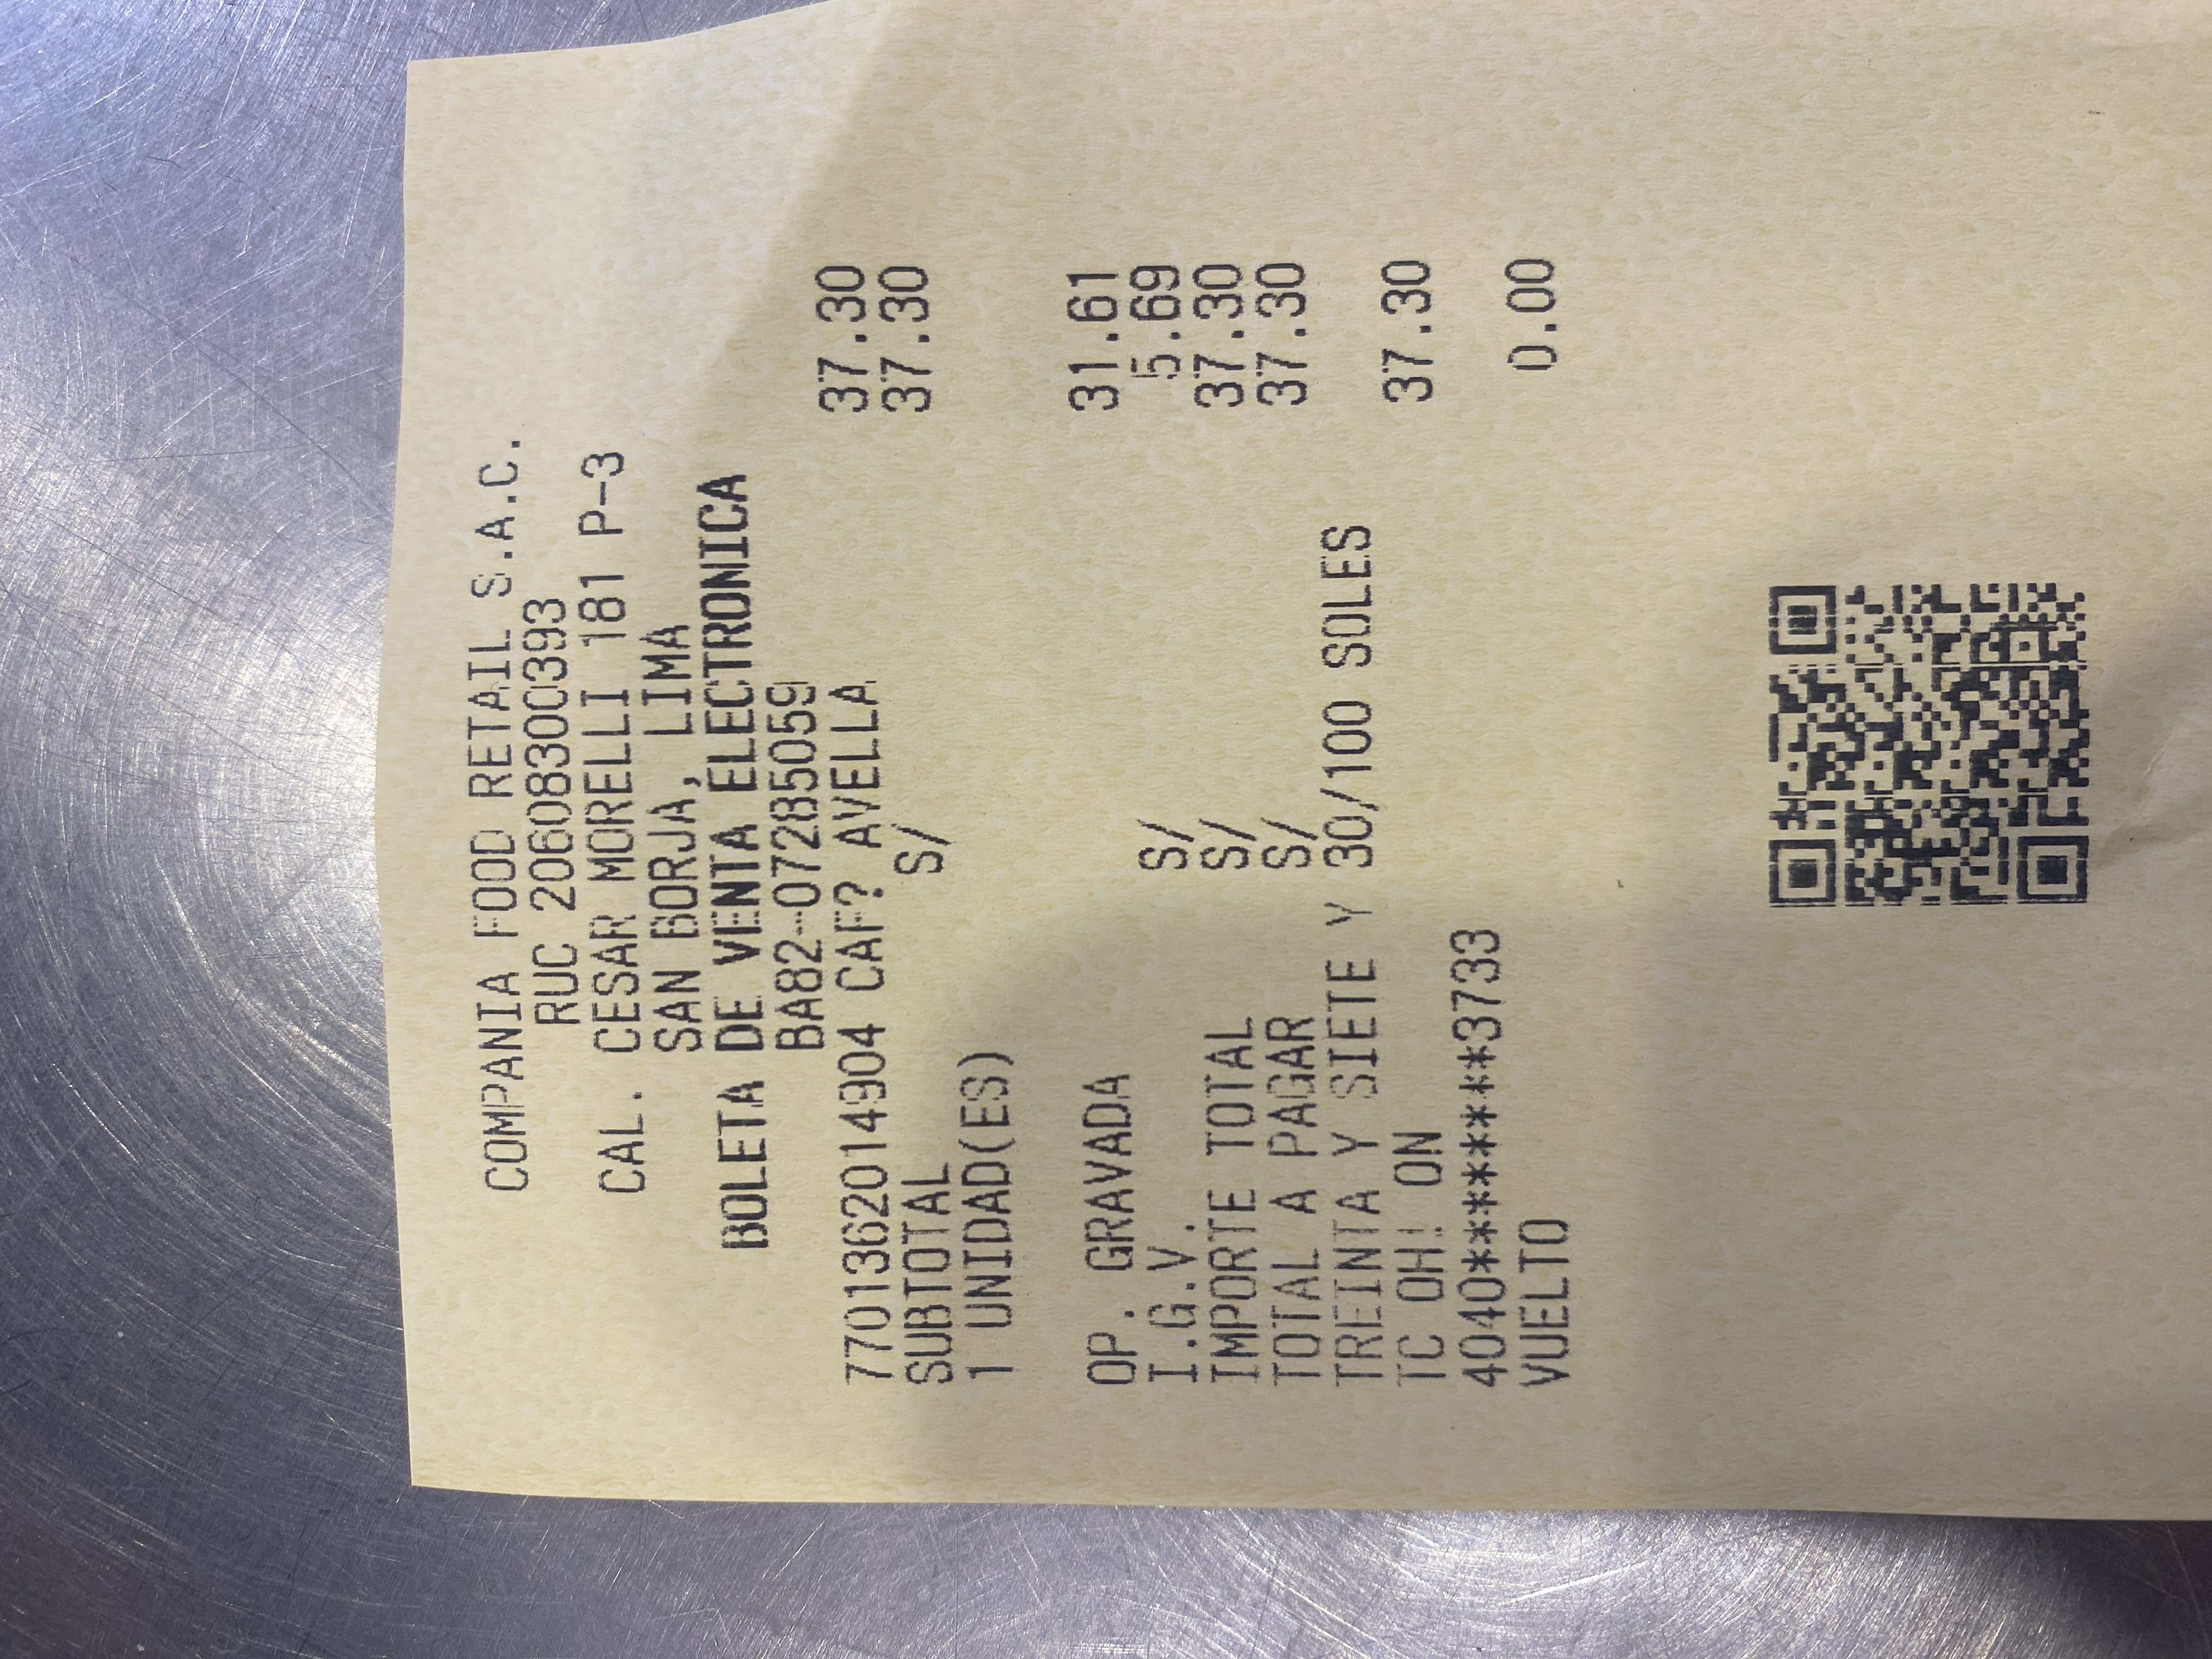 COMPANIA FOOD RETAIL S.A.C.
RUC 20608300393
CAL. CESAR MORELLI 181 P-3
SAN BORJA, LIMA
BOLETA DE VENTA ELECTRONICA
BA82-07285059
7701362014904 CAF? AVELLA 37.30
SUBTOTAL S/ 37.30
1 UNIDAD(ES)
OP. GRAVADA 31.61
I.G.V. S/ 5.69
IMPORTE TOTAL S/ 37.30
TOTAL A PAGAR S/ 37.30
TREINTA Y SIETE Y 30/100 SOLES
TC OH! ON 37.30
4040********3733
VUELTO 0.00